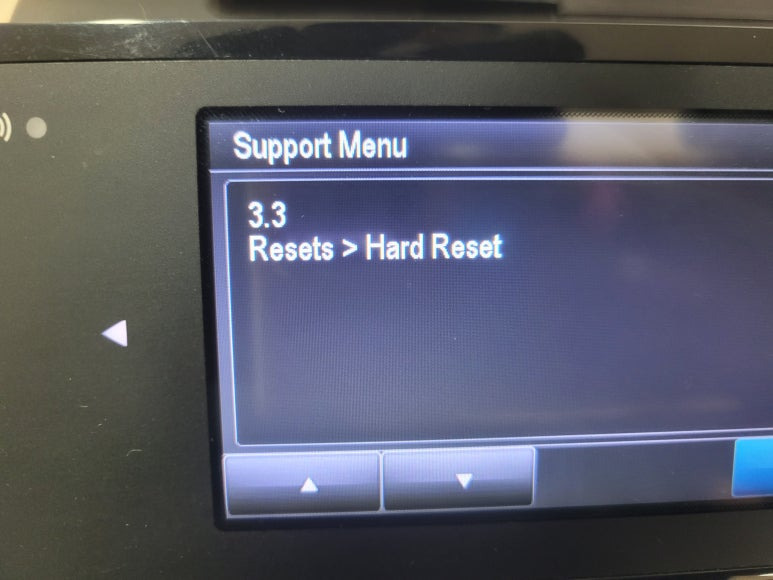 Support Menu
3.3
Resets > Hard Reset